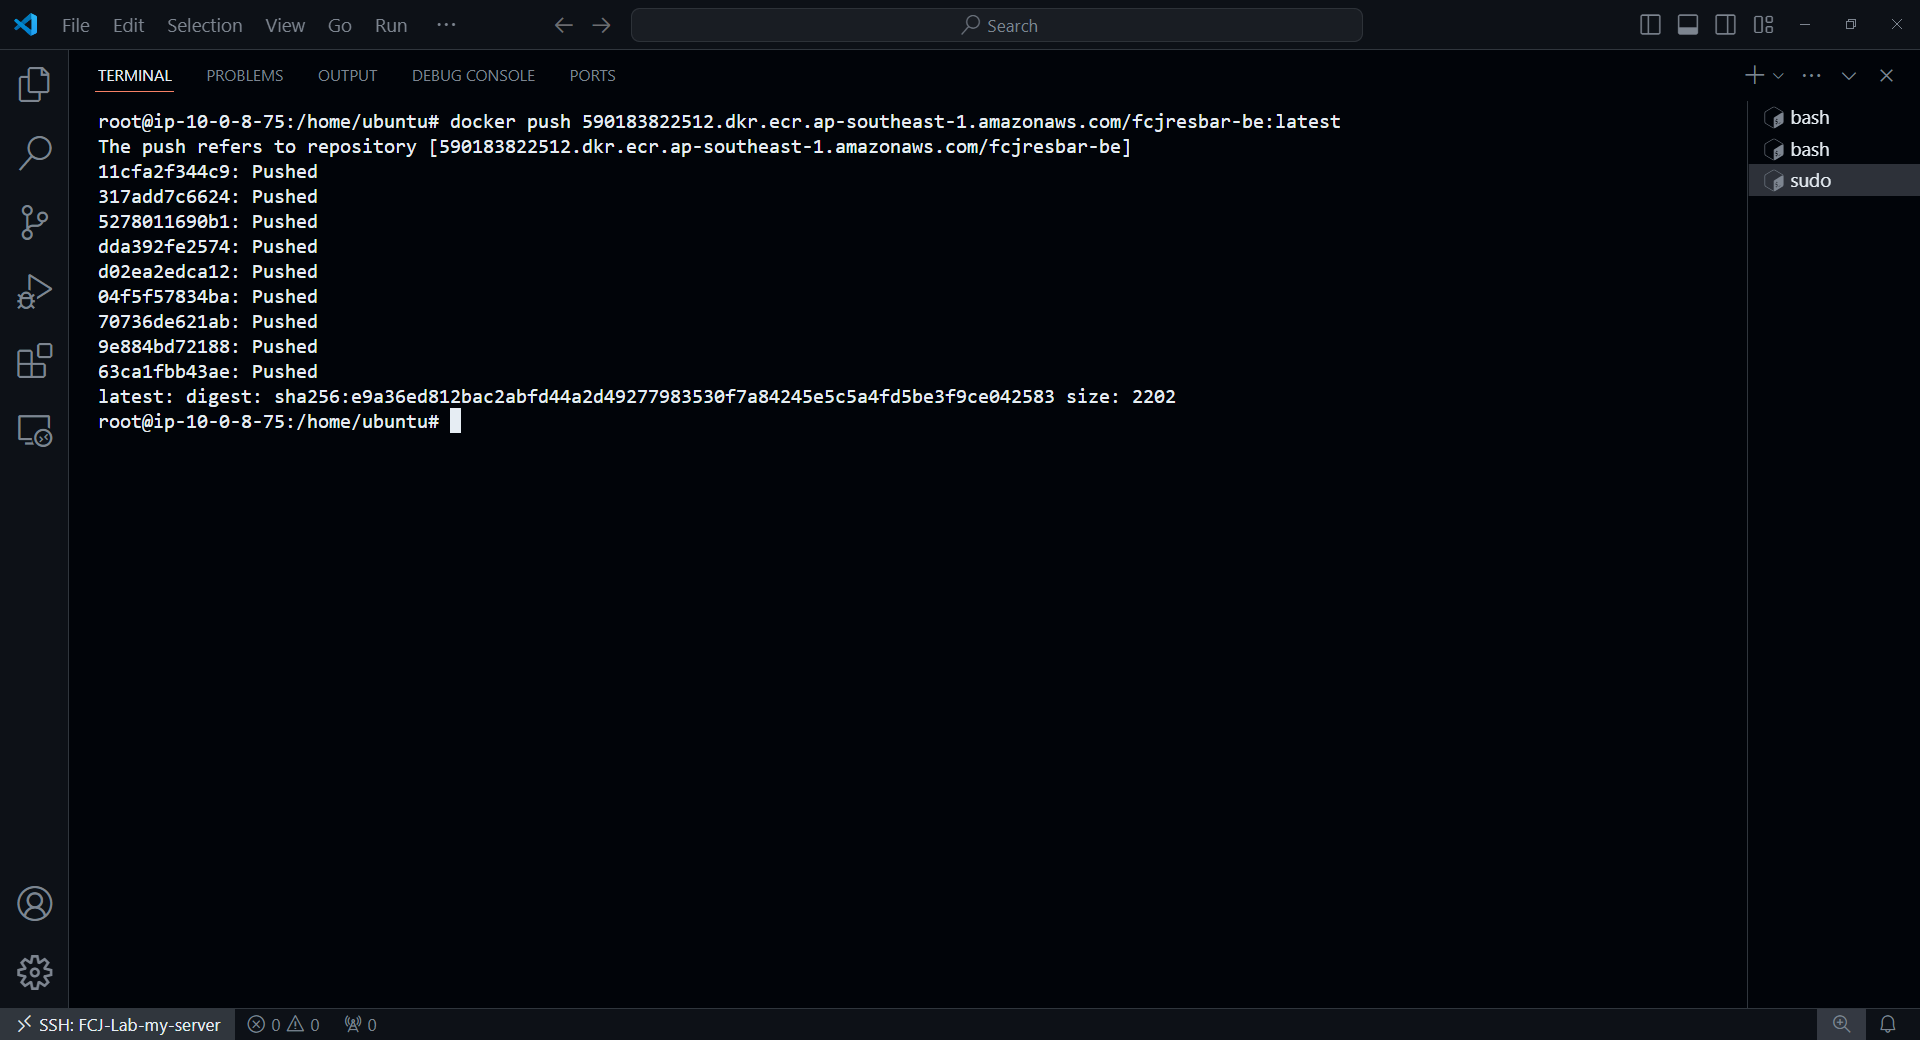 File Edit Selection View Go Run ···
Search
TERMINAL PROBLEMS OUTPUT DEBUG CONSOLE PORTS
root@ip-10-0-8-75:/home/ubuntu# docker push 590183822512.dkr.ecr.ap-southeast-1.amazonaws.com/fcjresbar-be:latest
The push refers to repository [590183822512.dkr.ecr.ap-southeast-1.amazonaws.com/fcjresbar-be]
11cfa2f344c9: Pushed
317add7c6624: Pushed
5278011690b1: Pushed
dda392fe2574: Pushed
d02ea2edca12: Pushed
04f5f57834ba: Pushed
70736de621ab: Pushed
9e884bd72188: Pushed
63ca1fbb43ae: Pushed
latest: digest: sha256:e9a36ed812bac2abfd44a2d49277983530f7a84245e5c5a4fd5be3f9ce042583 size: 2202
root@ip-10-0-8-75:/home/ubuntu#
bash
bash
sudo
SSH: FCJ-Lab-my-server 0 0 0